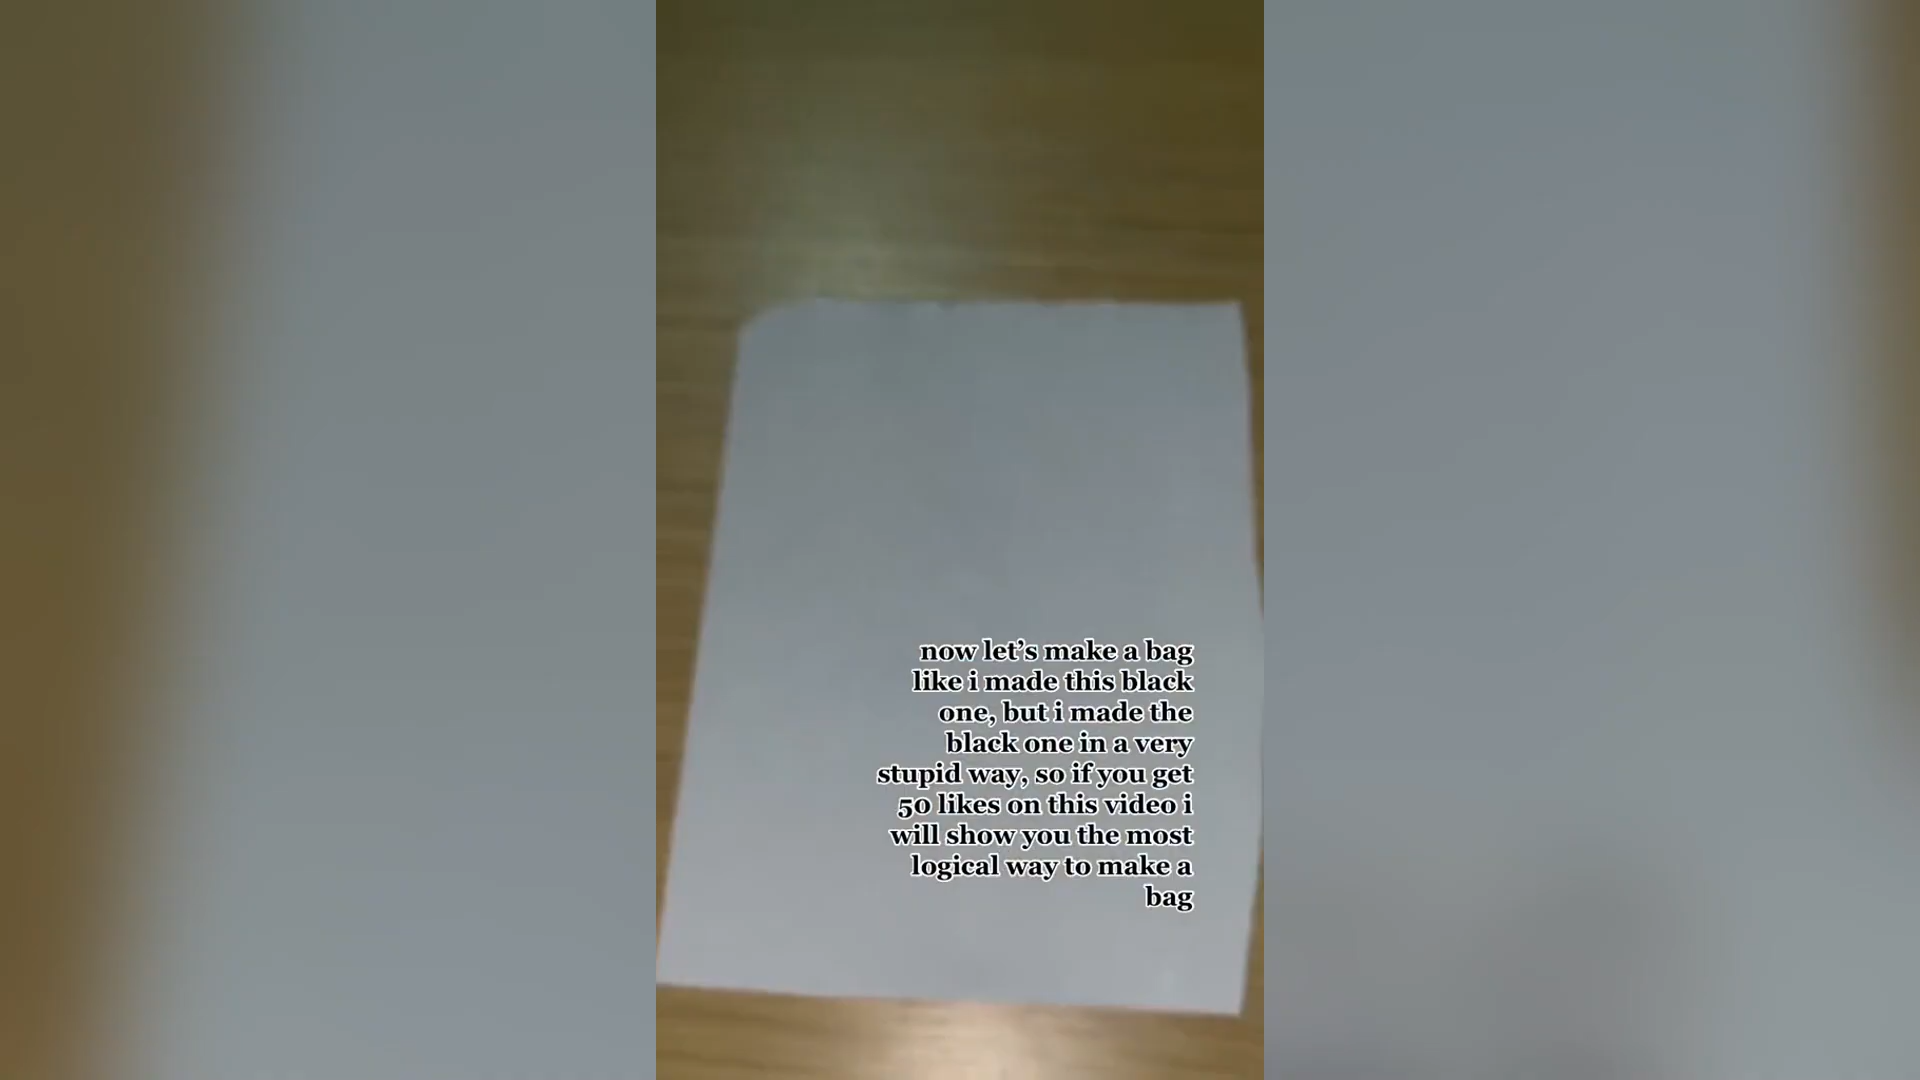 now let's make a bag
like i made this black
one, but i made the
black one in a very
stupid way, so if you get
50 likes on this video i
will show you the most
logical way to make a
bag